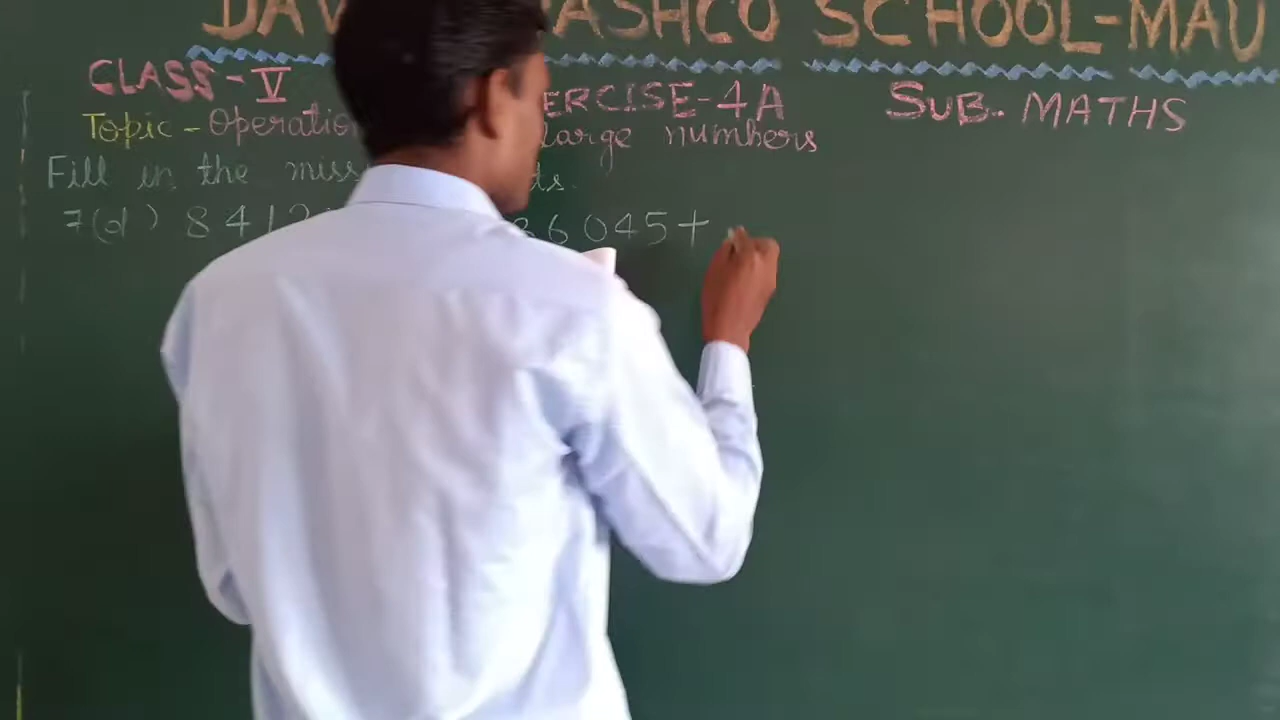 DAV ASHCO SCHOOL-MAU
CLASS-V ERCISE-4A SUB. MATHS
Topic-Operatio large numbers
Fill in the miss ds.
7(d) 8412 36045+